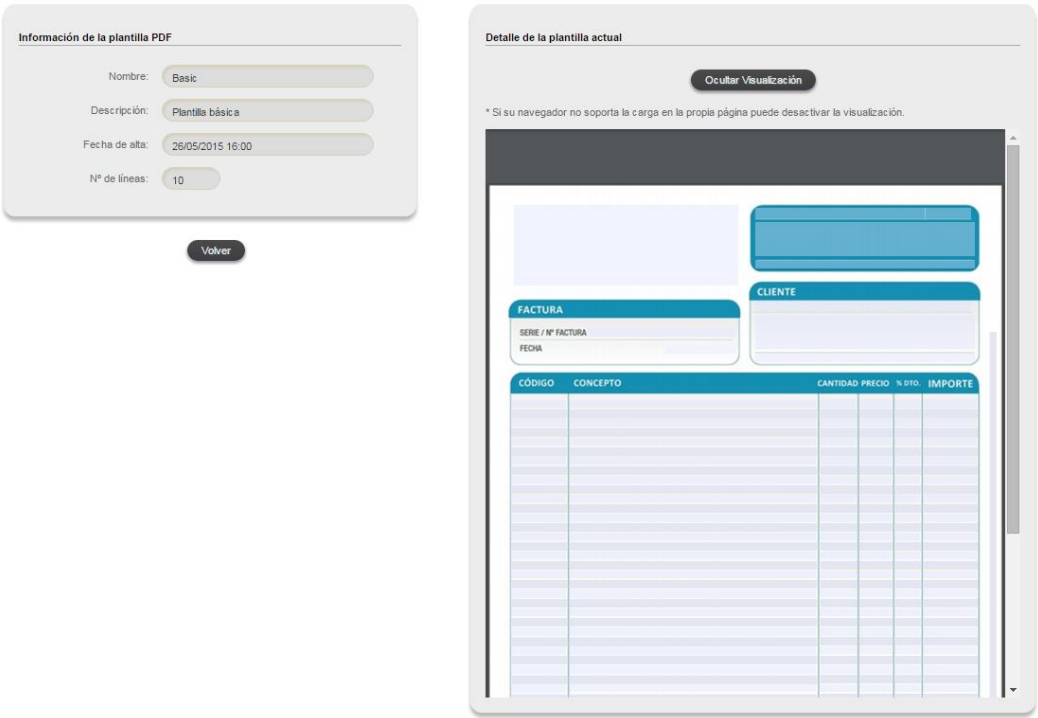 Información de la plantilla PDF
Nombre: Basic
Descripción: Plantilla básica
Fecha de alta: 26/05/2015 16:00
Nº de líneas: 10
Volver
Detalle de la plantilla actual
Ocultar Visualización
* Si su navegador no soporta la carga en la propia página puede desactivar la visualización.
CLIENTE
FACTURA
SERIE / Nº FACTURA
FECHA
CÓDIGO CONCEPTO CANTIDAD PRECIO % DTO. IMPORTE